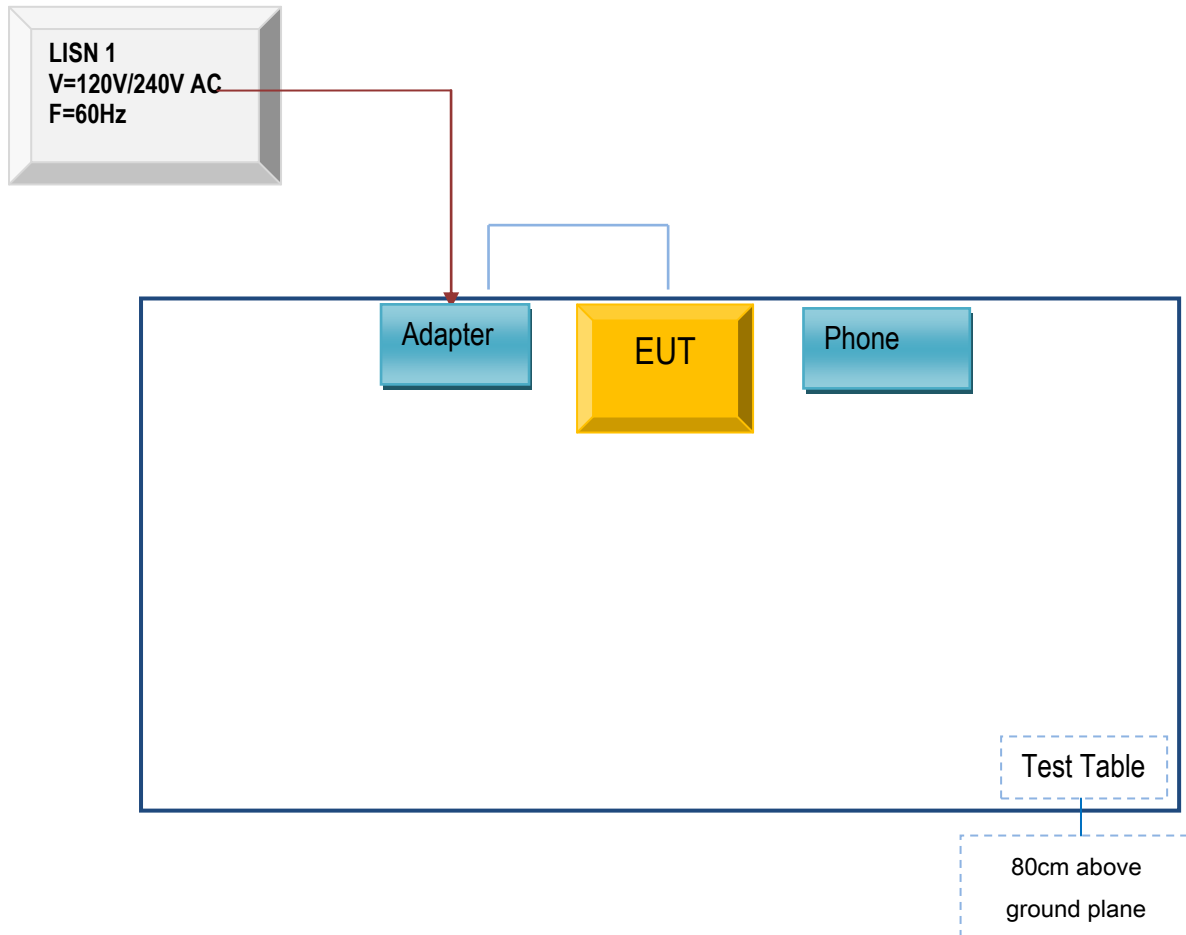 LISN 1
V=120V/240V AC
F=60Hz
Adapter
EUT
Phone
Test Table
80cm above
ground plane